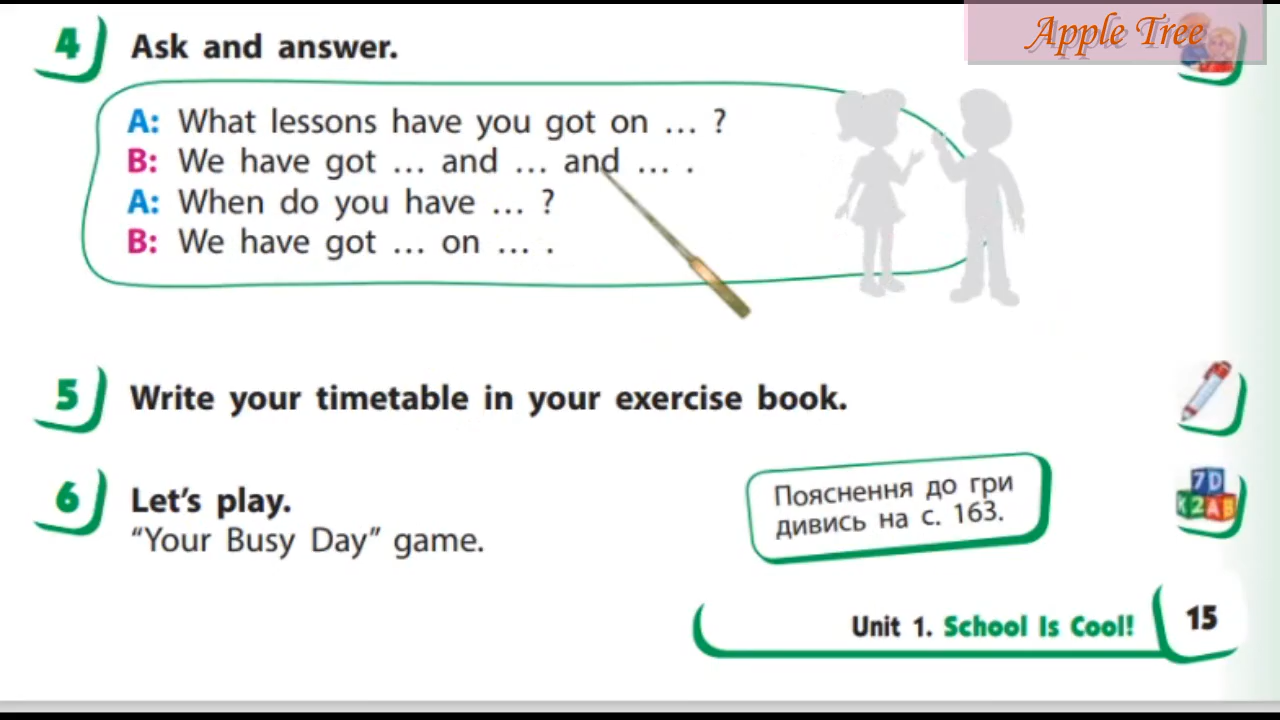 Apple Tree
4 Ask and answer.
A: What lessons have you got on ... ?
B: We have got ... and ... and ... .
A: When do you have ... ?
B: We have got ... on ... .
5 Write your timetable in your exercise book.
6 Let's play.
“Your Busy Day” game.
Пояснення до гри
дивись на с. 163.
7D
K2AB
Unit 1. School Is Cool!
15